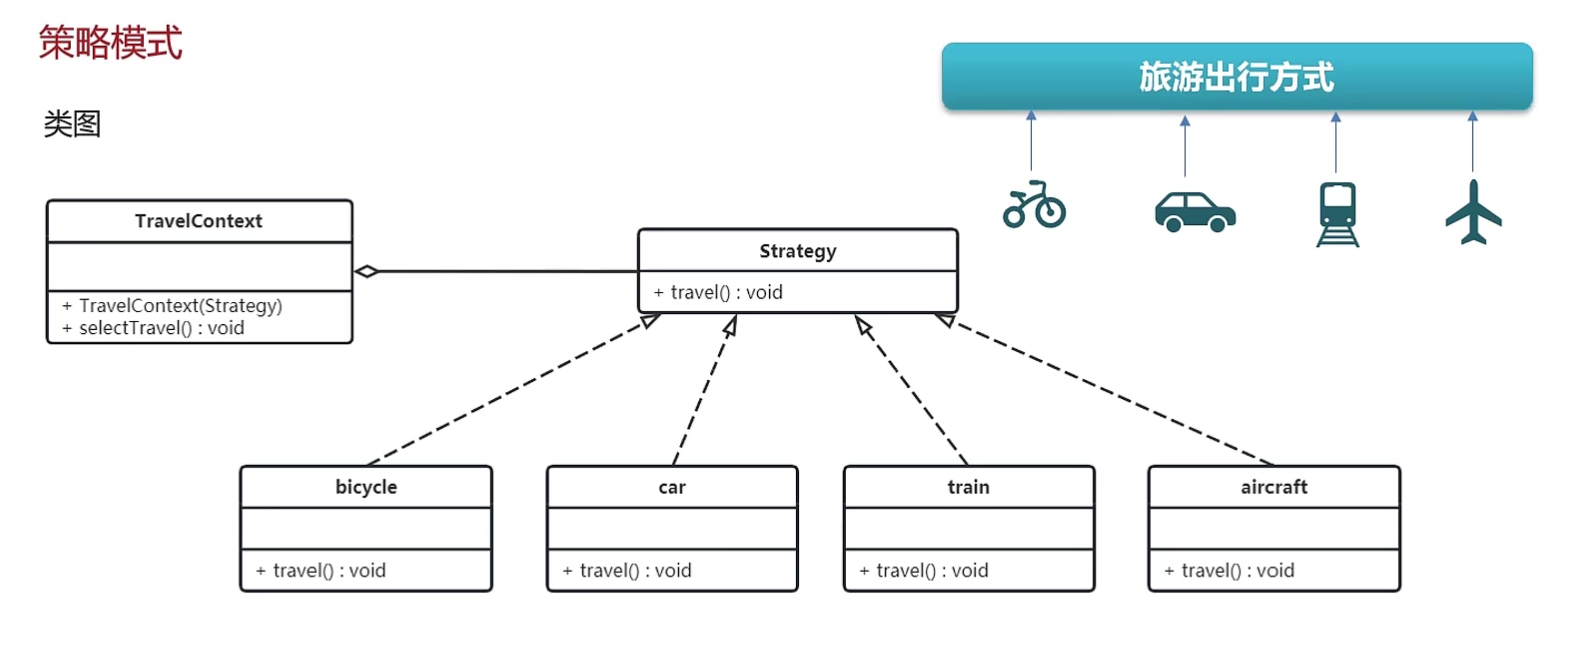 策略模式
旅游出行方式
类图
TravelContext
+ TravelContext(Strategy)
+ selectTravel() : void
Strategy
+ travel() : void
bicycle
+ travel() : void
car
+ travel() : void
train
+ travel() : void
aircraft
+ travel() : void